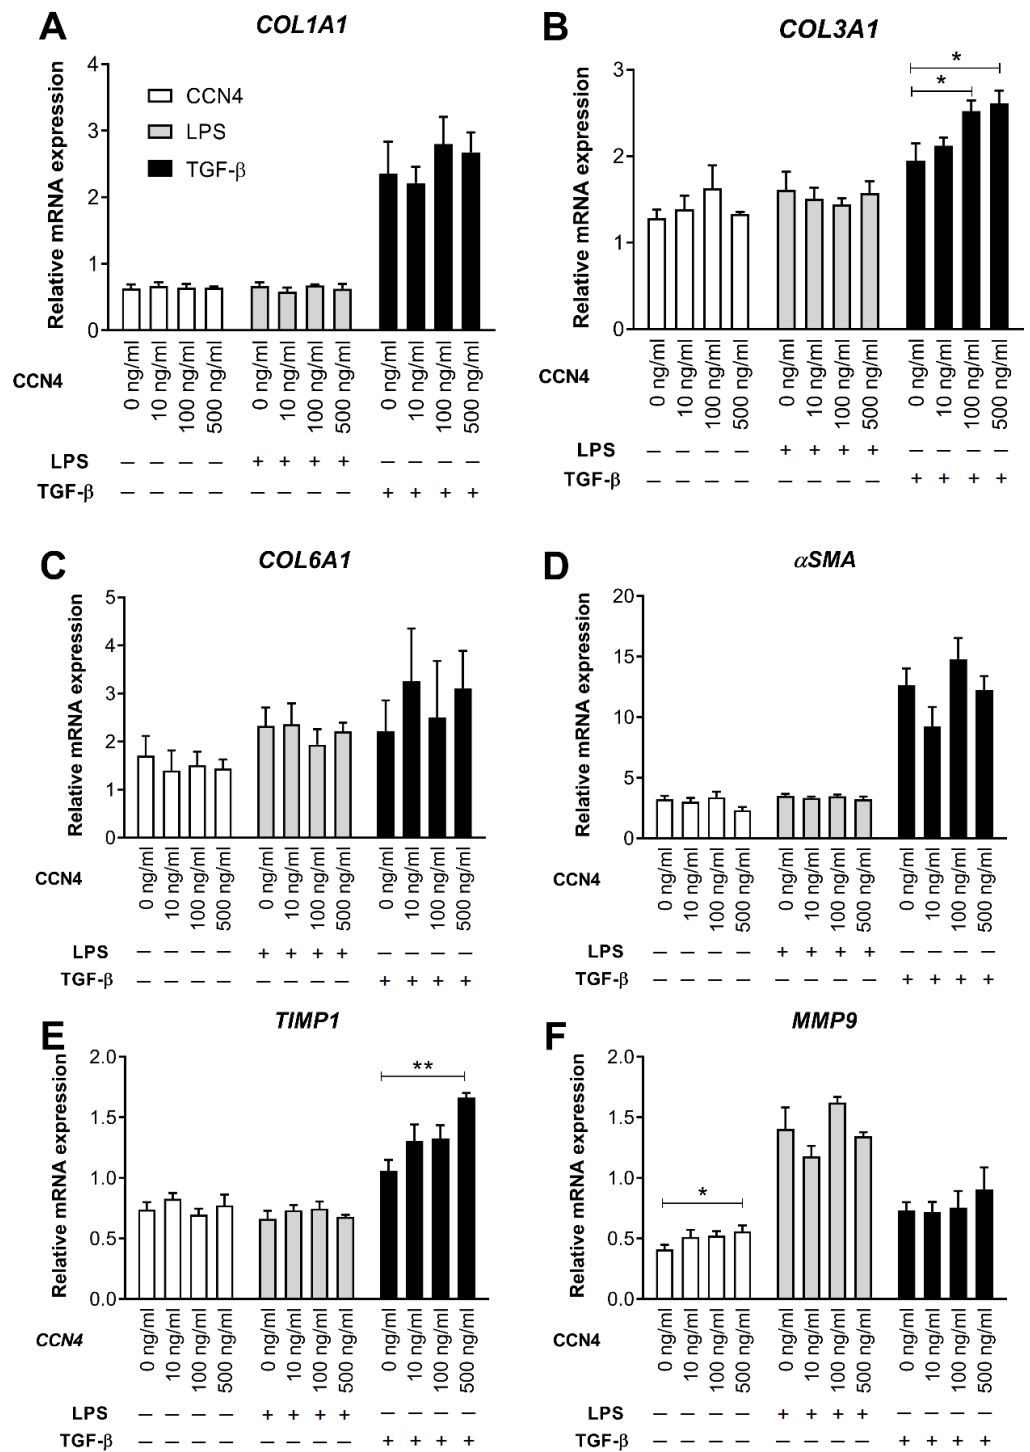 A
COL1A1
Relative mRNA expression
4
3
2
1
0
CCN4
LPS
TGF-β
CCN4
0 ng/ml
10 ng/ml
100 ng/ml
500 ng/ml
0 ng/ml
10 ng/ml
100 ng/ml
500 ng/ml
0 ng/ml
10 ng/ml
100 ng/ml
500 ng/ml
LPS – – – – + + + + – – – –
TGF-β – – – – – – – – + + + +
B
COL3A1
Relative mRNA expression
3
2
1
0
*
*
CCN4
0 ng/ml
10 ng/ml
100 ng/ml
500 ng/ml
0 ng/ml
10 ng/ml
100 ng/ml
500 ng/ml
0 ng/ml
10 ng/ml
100 ng/ml
500 ng/ml
LPS – – – – + + + + – – – –
TGF-β – – – – – – – – + + + +
C
COL6A1
Relative mRNA expression
5
4
3
2
1
0
CCN4
0 ng/ml
10 ng/ml
100 ng/ml
500 ng/ml
0 ng/ml
10 ng/ml
100 ng/ml
500 ng/ml
0 ng/ml
10 ng/ml
100 ng/ml
500 ng/ml
LPS – – – – + + + + – – – –
TGF-β – – – – – – – – + + + +
D
αSMA
Relative mRNA expression
20
15
10
5
0
CCN4
0 ng/ml
10 ng/ml
100 ng/ml
500 ng/ml
0 ng/ml
10 ng/ml
100 ng/ml
500 ng/ml
0 ng/ml
10 ng/ml
100 ng/ml
500 ng/ml
LPS – – – – + + + + – – – –
TGF-β – – – – – – – – + + + +
E
TIMP1
Relative mRNA expression
2.0
1.5
1.0
0.5
0.0
**
CCN4
0 ng/ml
10 ng/ml
100 ng/ml
500 ng/ml
0 ng/ml
10 ng/ml
100 ng/ml
500 ng/ml
0 ng/ml
10 ng/ml
100 ng/ml
500 ng/ml
LPS – – – – + + + + – – – –
TGF-β – – – – – – – – + + + +
F
MMP9
Relative mRNA expression
2.0
1.5
1.0
0.5
0.0
*
CCN4
0 ng/ml
10 ng/ml
100 ng/ml
500 ng/ml
0 ng/ml
10 ng/ml
100 ng/ml
500 ng/ml
0 ng/ml
10 ng/ml
100 ng/ml
500 ng/ml
LPS – – – – + + + + – – – –
TGF-β – – – – – – – – + + + +